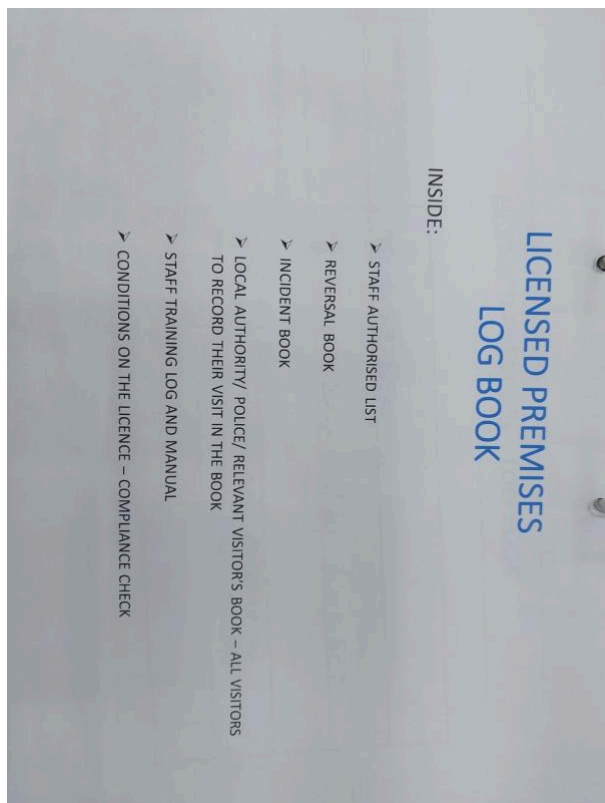 LICENSED PREMISES
LOG BOOK
INSIDE:
➤ STAFF AUTHORISED LIST
➤ REVERSAL BOOK
➤ INCIDENT BOOK
➤ LOCAL AUTHORITY/ POLICE/ RELEVANT VISITOR'S BOOK – ALL VISITORS
TO RECORD THEIR VISIT IN THE BOOK
➤ STAFF TRAINING LOG AND MANUAL
➤ CONDITIONS ON THE LICENCE – COMPLIANCE CHECK